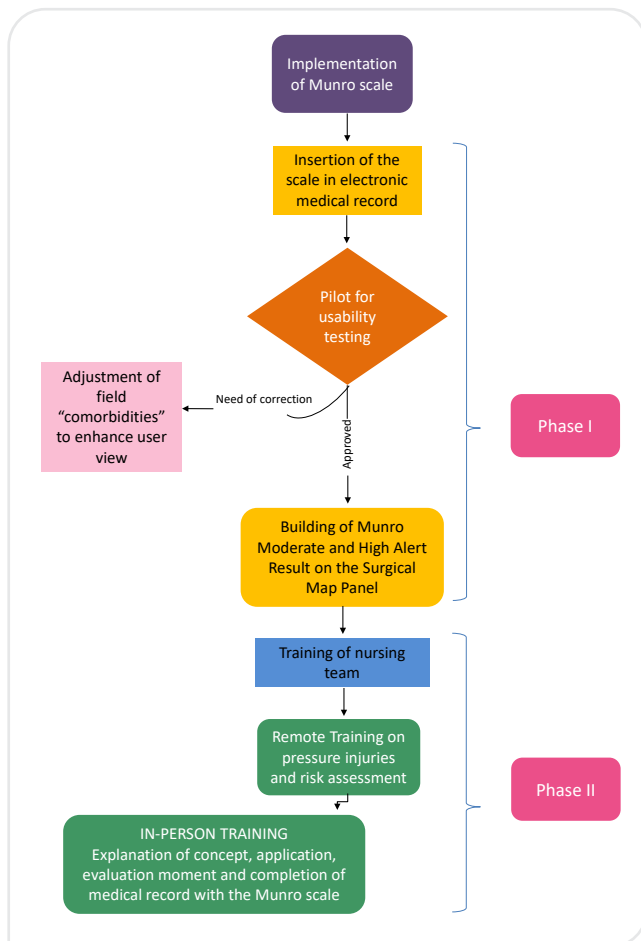 Implementation
of Munro scale
Insertion of the
scale in electronic
medical record
Pilot for
usability
testing
Need of correction
Adjustment of
field
“comorbidities”
to enhance user
view
Approved
Phase I
Building of Munro
Moderate and High Alert
Result on the Surgical
Map Panel
Training of nursing
team
Remote Training on
pressure injuries
and risk assessment
Phase II
IN-PERSON TRAINING
Explanation of concept, application,
evaluation moment and completion of
medical record with the Munro scale